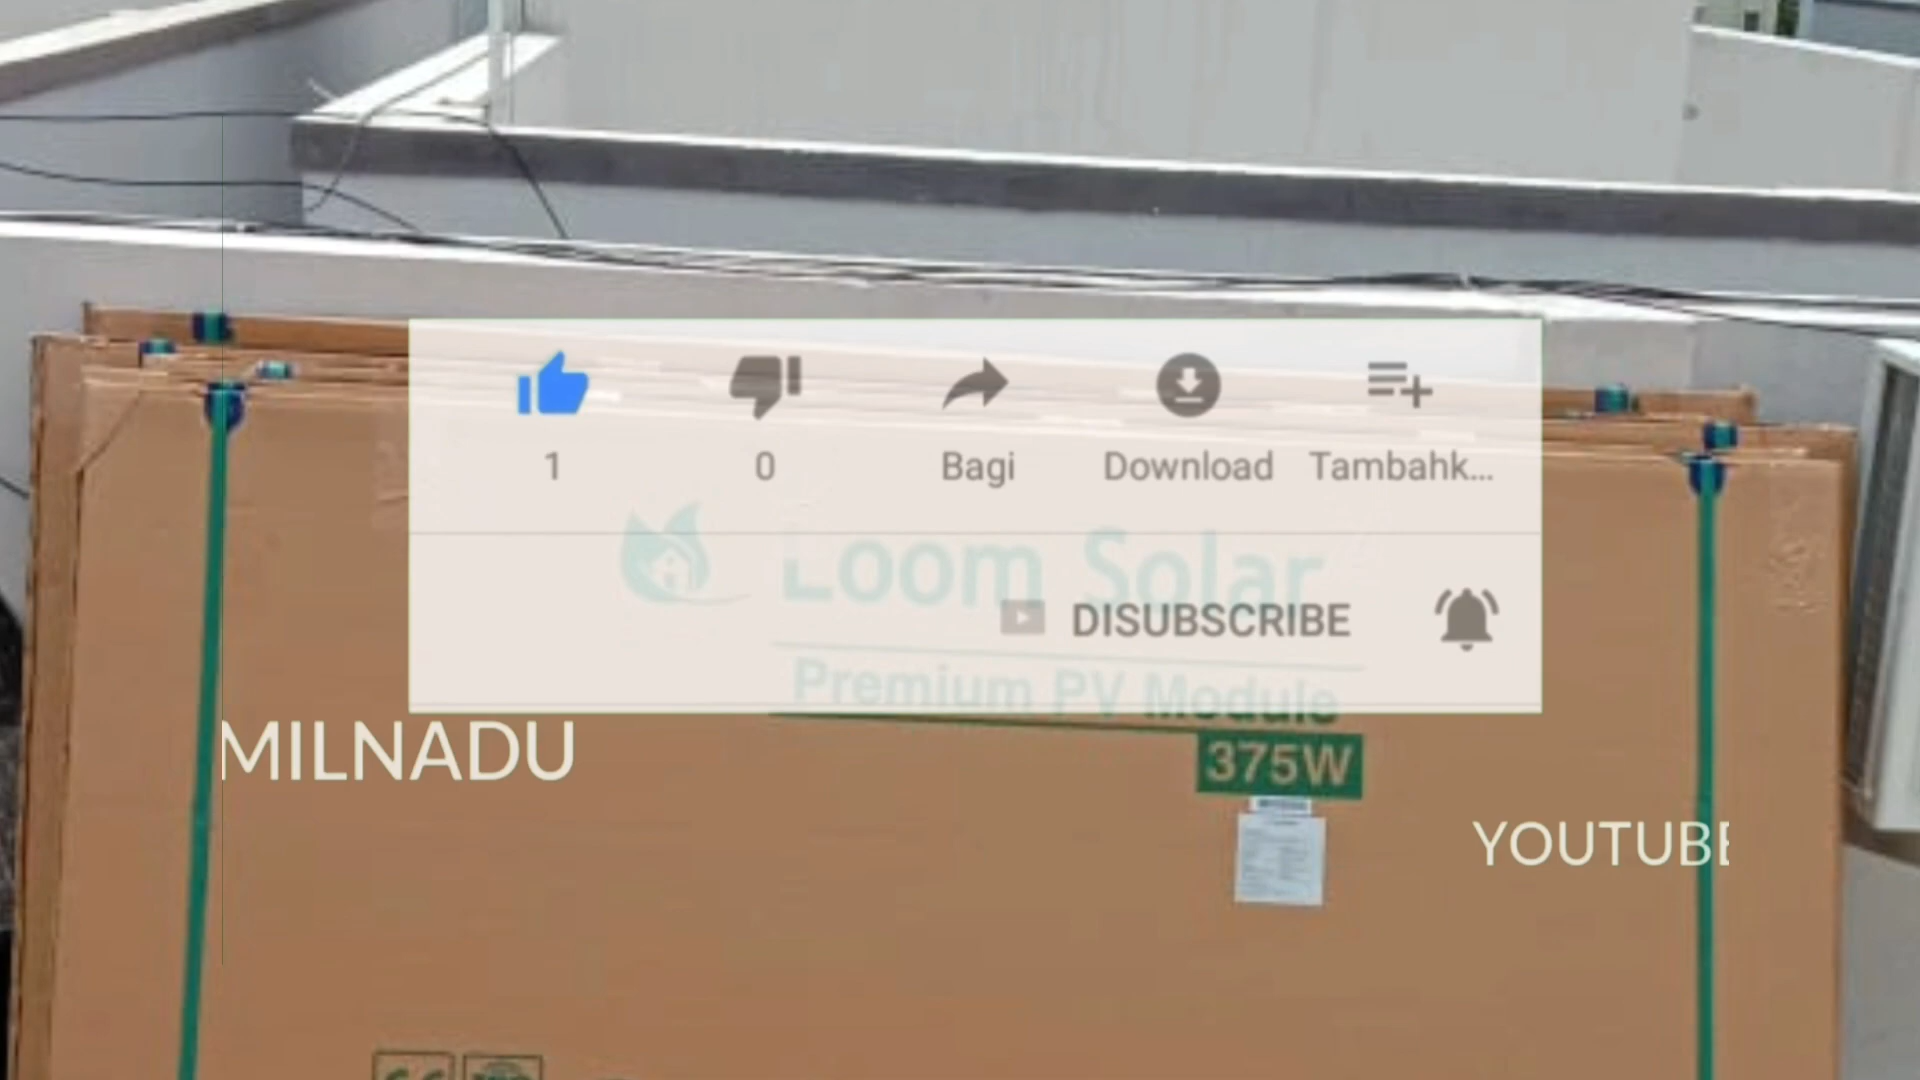 1 0 Bagi Download Tambahk...
Loom Solar
DISUBSCRIBE
Premium PV Module
MILNADU
375W
YOUTUBE